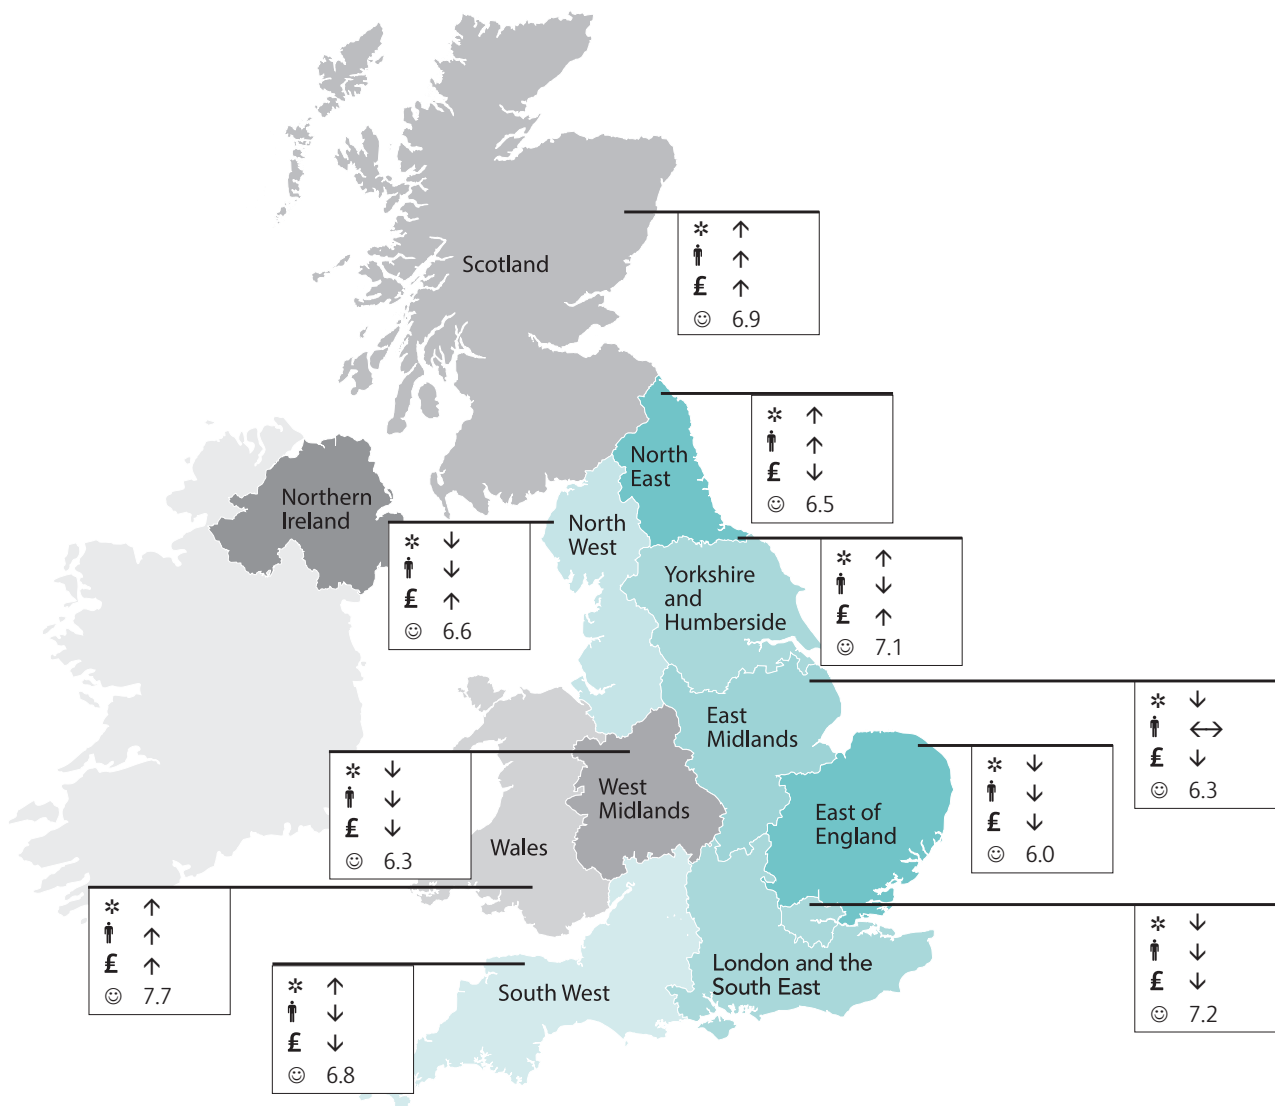 ✲ ↑
↑
£ ↑
Scotland
☺ 6.9
✲ ↑
↑
£ ↓
☺ 6.5
North
East
Northern
Ireland
North
West
✲ ↓
↓
£ ↑
☺ 6.6
✲ ↑
↓
£ ↑
☺ 7.1
Yorkshire
and
Humberside
✲ ↓
↔
£ ↓
☺ 6.3
East
Midlands
✲ ↓
↓
£ ↓
☺ 6.3
West
Midlands
✲ ↓
↓
£ ↓
☺ 6.0
East of
England
Wales
✲ ↑
↑
£ ↑
☺ 7.7
✲ ↓
↓
£ ↓
☺ 7.2
London and the
South East
South West
✲ ↑
↓
£ ↓
☺ 6.8